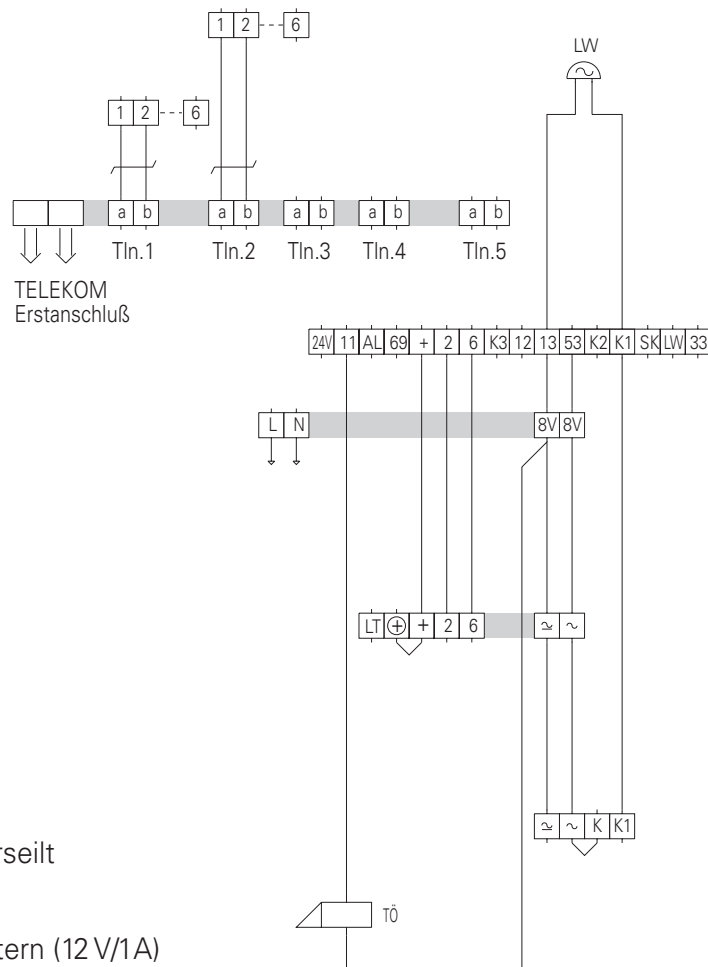 1 2 6
LW
1 2 6
a b a b a b a b a b
Tln.1 Tln.2 Tln.3 Tln.4 Tln.5
TELEKOM
Erstanschluß
24V 11 AL 69 + 2 6 K3 12 13 53 K2 K1 SK LW 33
L N 8V 8V
LT + + 2 6 ≃ ~
≃ ~ K K1
rseilt
TÖ
tern (12 V/1 A)